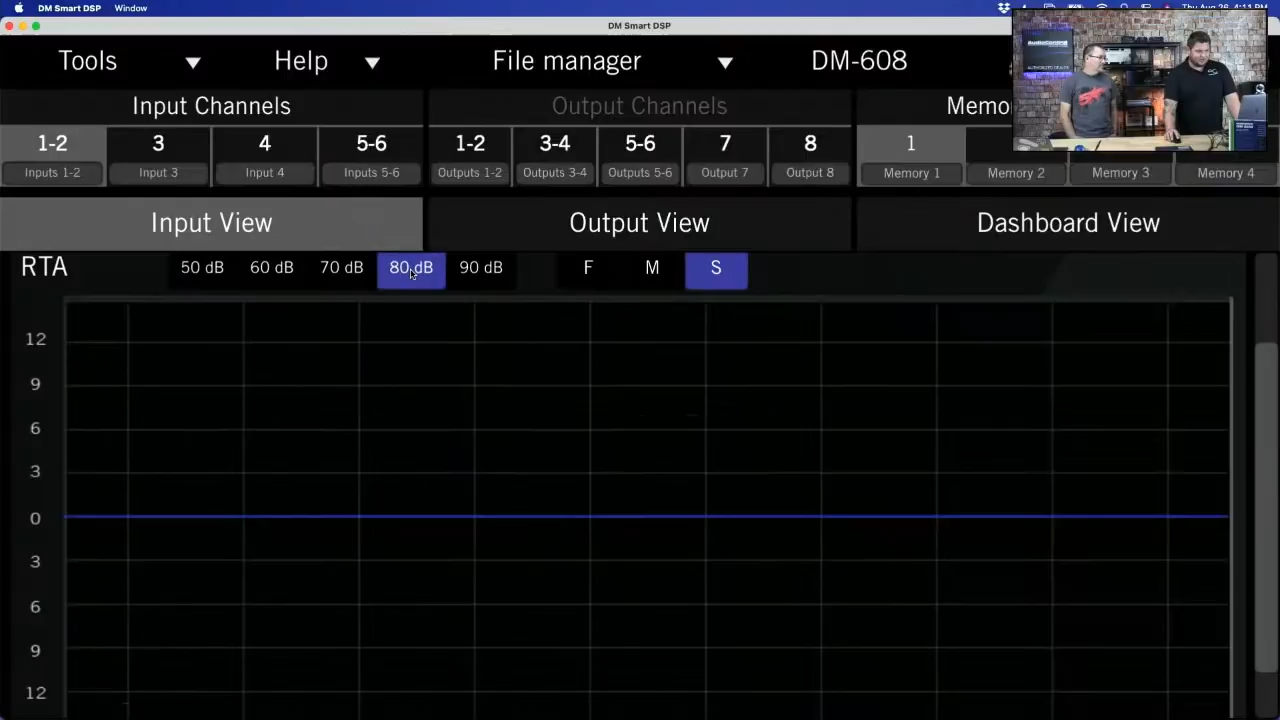 DM Smart DSP Window
DM Smart DSP
Tools Help File manager DM-608
Input Channels Output Channels
1-2 3 4 5-6 1-2 3-4 5-6 7 8 1
Inputs 1-2 Input 3 Input 4 Inputs 5-6 Outputs 1-2 Outputs 3-4 Outputs 5-6 Output 7 Output 8 Memory 1 Memory 2 Memory 3 Memory 4
Input View Output View Dashboard View
RTA 50 dB 60 dB 70 dB 80 dB 90 dB F M S
12
9
6
3
0
3
6
9
12
AudioControl
AUTHORIZED DEALER